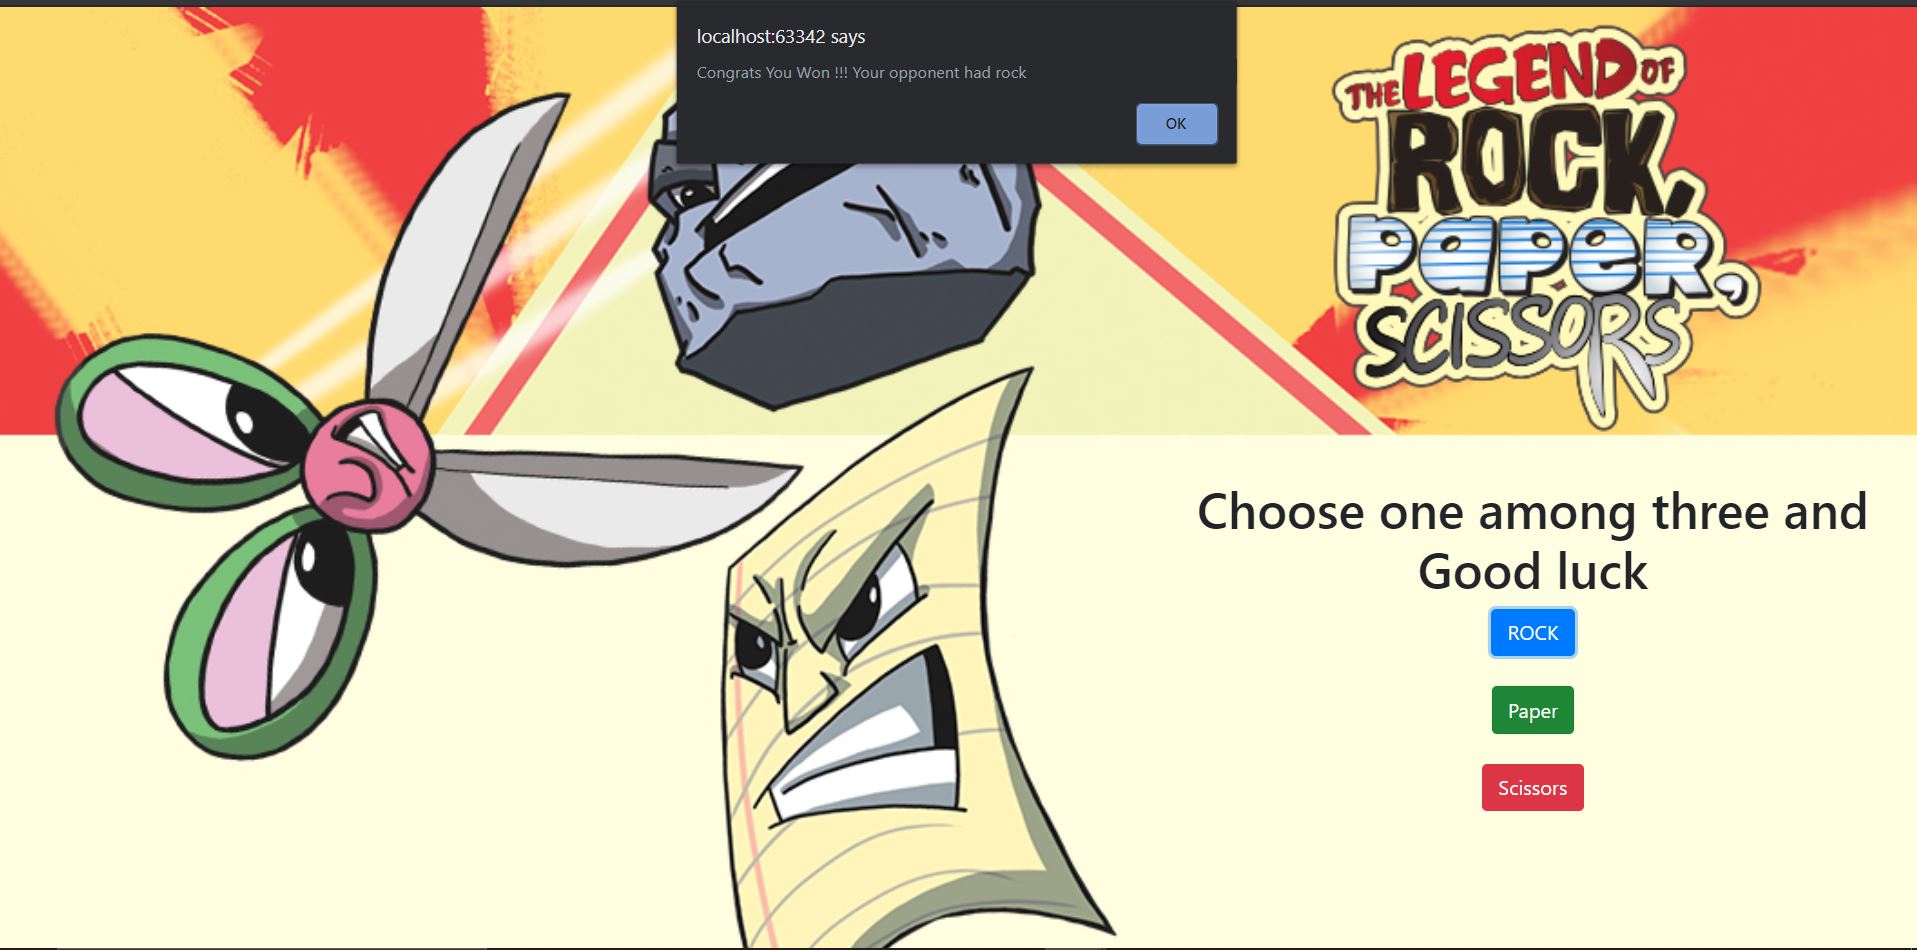 localhost:63342 says
Congrats You Won !!! Your opponent had rock
OK
THE LEGEND OF
ROCK,
PaPeR,
SCISSORS
Choose one among three and
Good luck
ROCK
Paper
Scissors